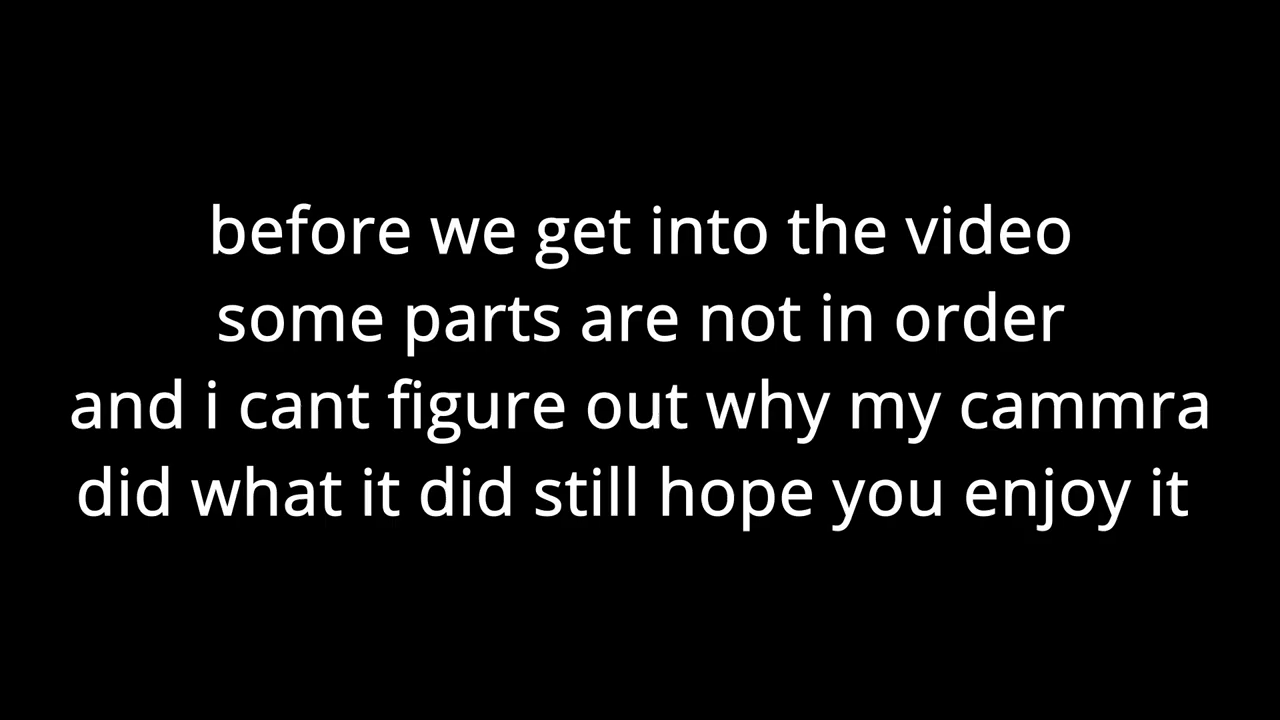 before we get into the video
some parts are not in order
and i cant figure out why my cammra
did what it did still hope you enjoy it